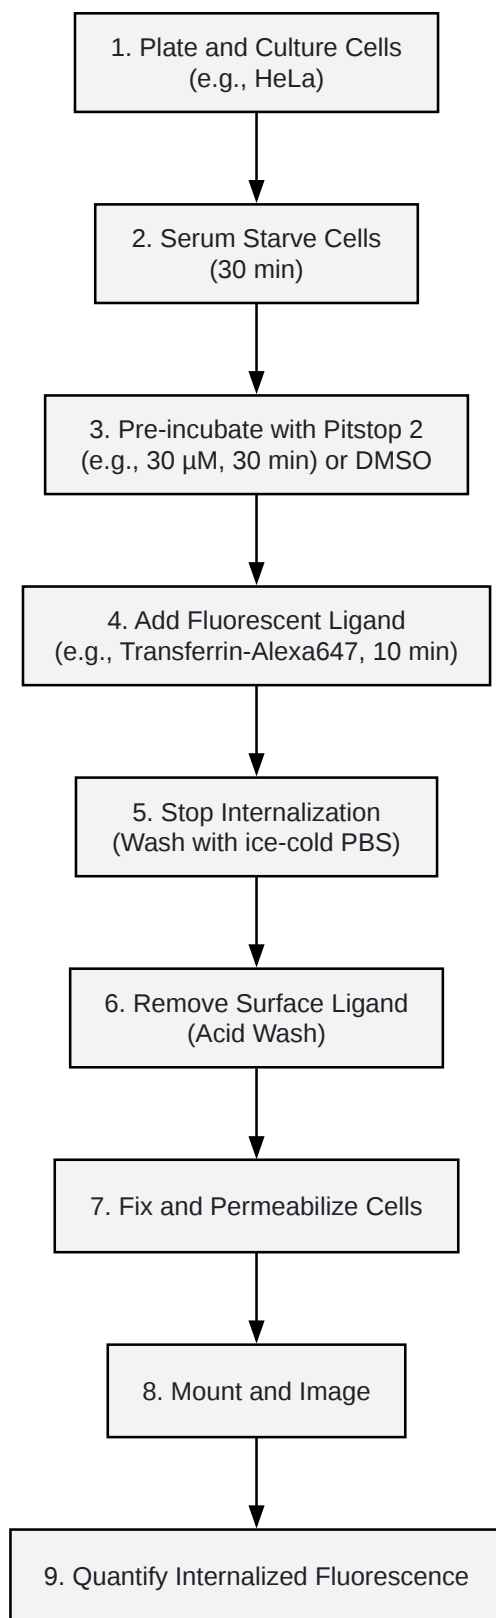 1. Plate and Culture Cells
(e.g., HeLa)
2. Serum Starve Cells
(30 min)
3. Pre-incubate with Pitstop 2
(e.g., 30 µM, 30 min) or DMSO
4. Add Fluorescent Ligand
(e.g., Transferrin-Alexa647, 10 min)
5. Stop Internalization
(Wash with ice-cold PBS)
6. Remove Surface Ligand
(Acid Wash)
7. Fix and Permeabilize Cells
8. Mount and Image
9. Quantify Internalized Fluorescence